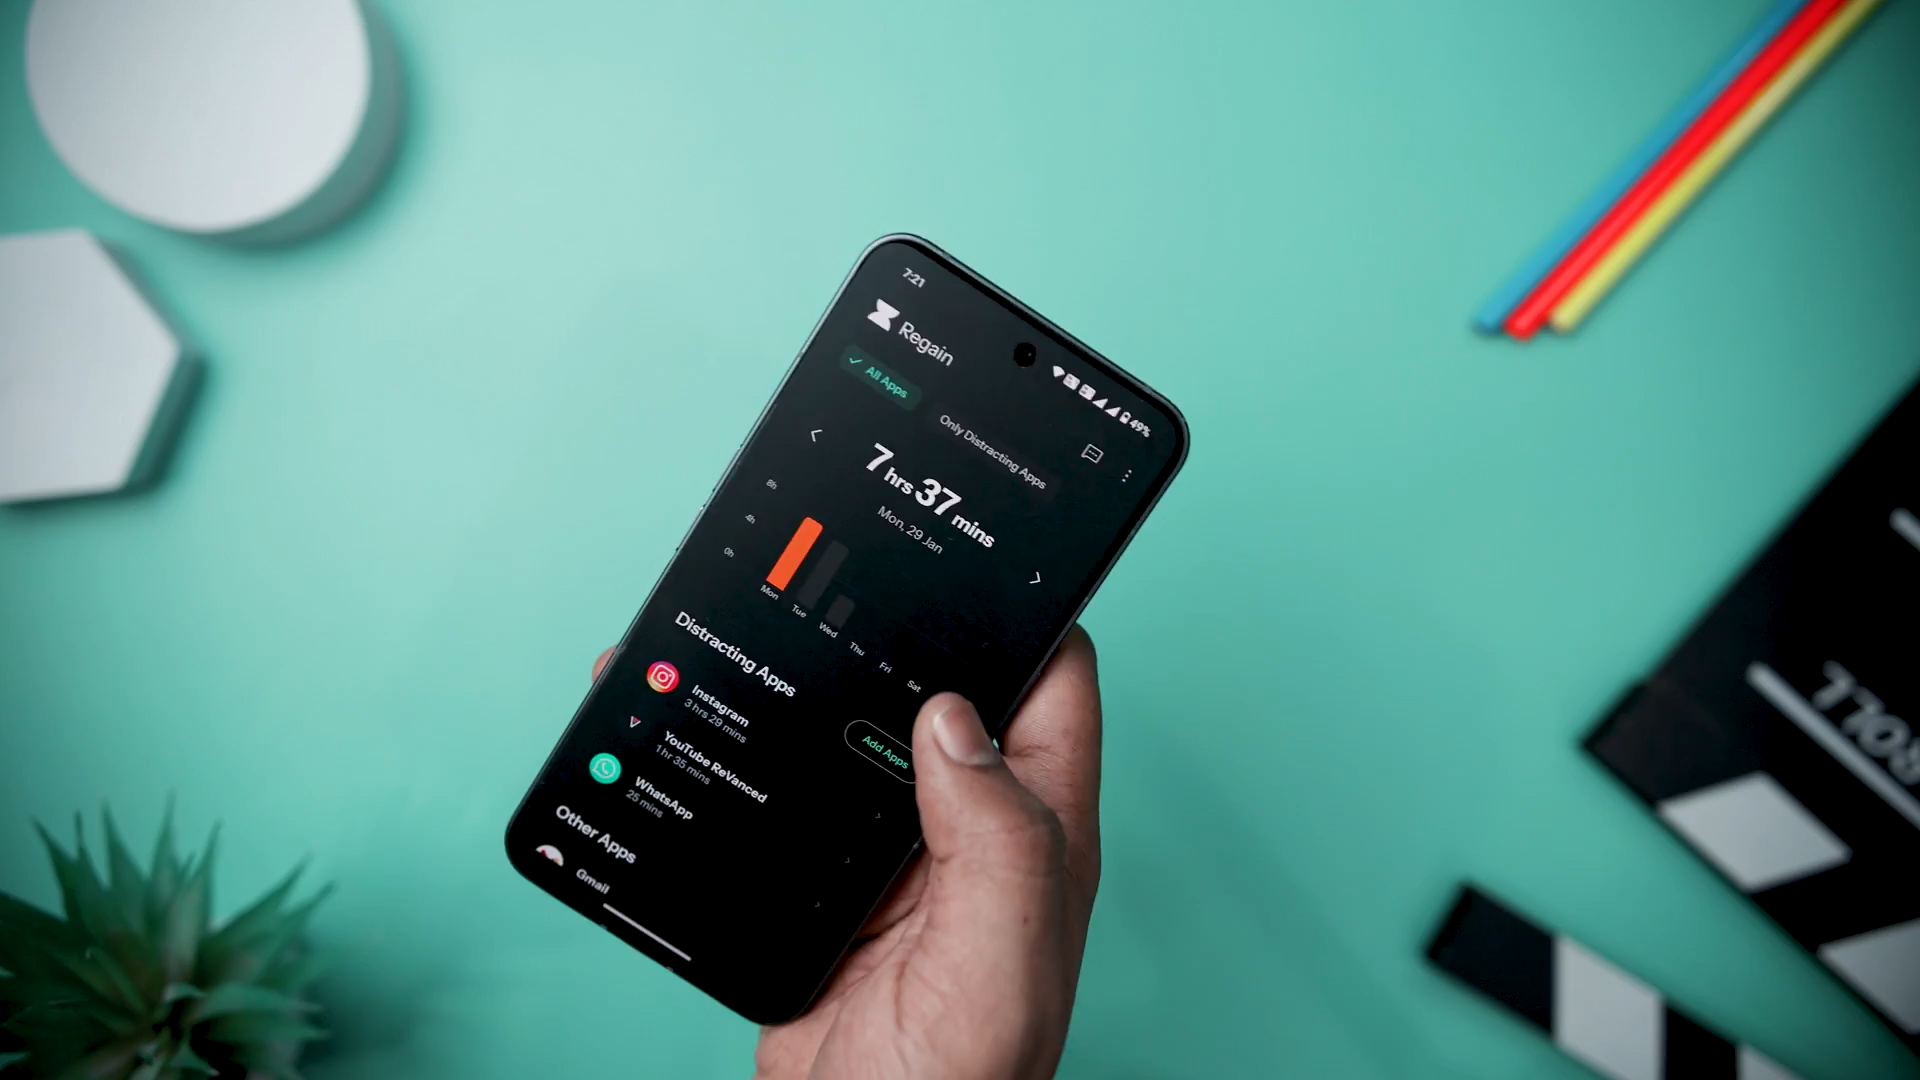 7:21
49%
Regain
All Apps
Only Distracting Apps
7 hrs 37 mins
Mon, 29 Jan
8h
4h
0h
Mon
Tue
Wed
Thu
Fri
Sat
Distracting Apps
Add Apps
Instagram
3 hrs 29 mins
YouTube ReVanced
1 hr 35 mins
WhatsApp
25 mins
Other Apps
Gmail
ROLL